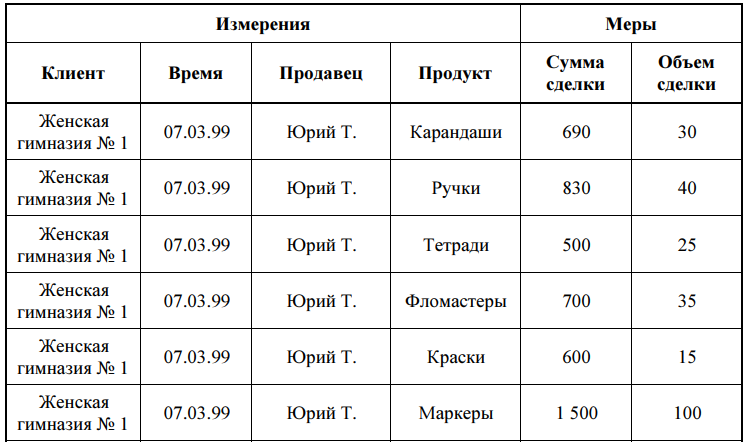 Измерения Меры
Клиент Время Продавец Продукт Сумма сделки Объем сделки
Женская гимназия № 1 07.03.99 Юрий Т. Карандаши 690 30
Женская гимназия № 1 07.03.99 Юрий Т. Ручки 830 40
Женская гимназия № 1 07.03.99 Юрий Т. Тетради 500 25
Женская гимназия № 1 07.03.99 Юрий Т. Фломастеры 700 35
Женская гимназия № 1 07.03.99 Юрий Т. Краски 600 15
Женская гимназия № 1 07.03.99 Юрий Т. Маркеры 1 500 100